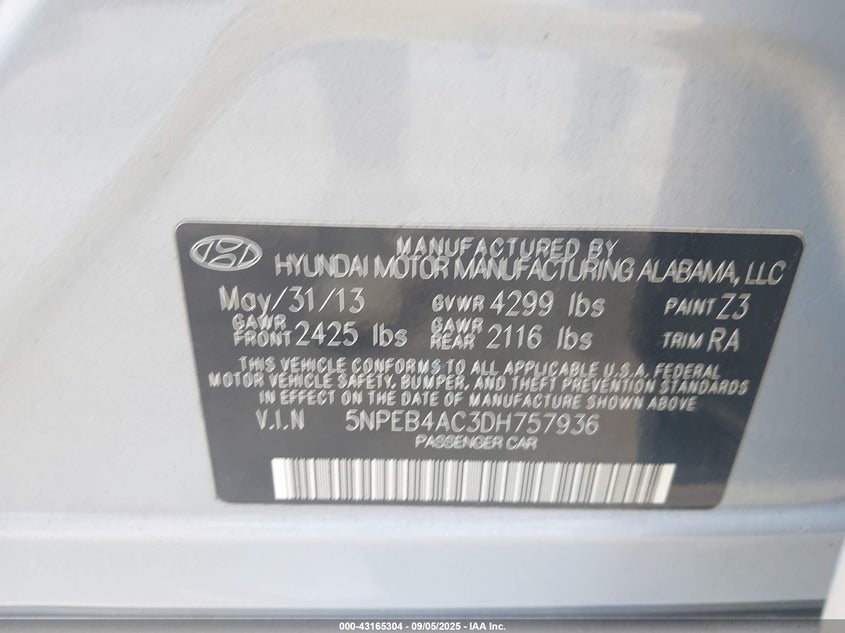 MANUFACTURED BY
HYUNDAI MOTOR MANUFACTURING ALABAMA, LLC
May/31/13 GVWR 4299 lbs PAINT Z3
GAWR FRONT 2425 lbs GAWR REAR 2116 lbs TRIM RA
THIS VEHICLE CONFORMS TO ALL APPLICABLE U.S.A. FEDERAL
MOTOR VEHICLE SAFETY, BUMPER, AND THEFT PREVENTION STANDARDS
IN EFFECT ON THE DATE OF MANUFACTURE SHOWN ABOVE
V.I.N 5NPEB4AC3DH757936
PASSENGER CAR
000-43165304 | 09/05/2025 - IAA Inc.